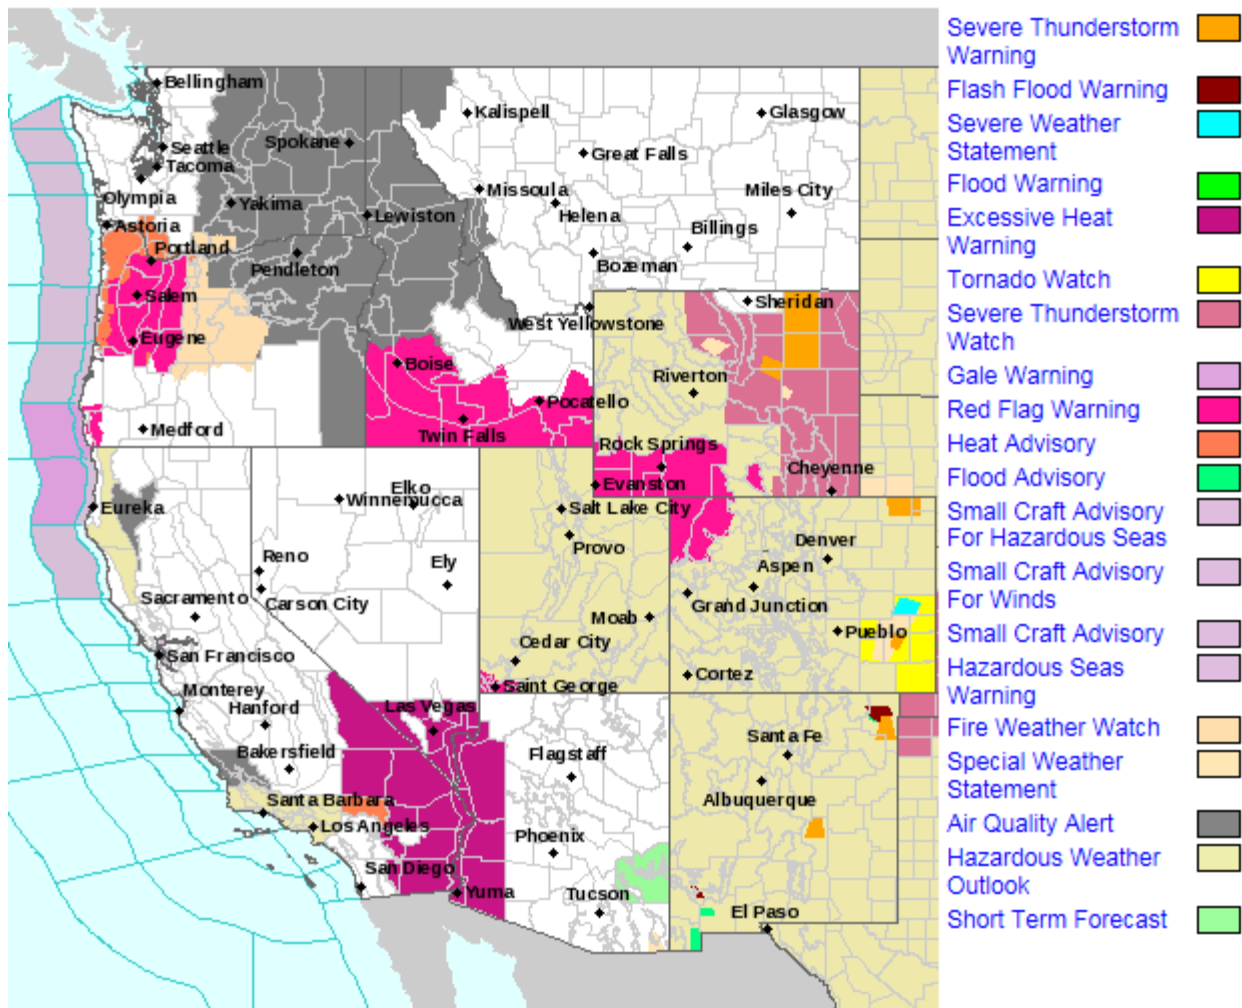 Bellingham
Seattle
Tacoma
Olympia
Spokane
Yakima
Lewiston
Kalispell
Glasgow
Great Falls
Missoula
Miles City
Helena
Billings
Bozeman
Astoria
Portland
Pendleton
Salem
Eugene
West Yellowstone
Sheridan
Boise
Riverton
Pocatello
Medford
Twin Falls
Rock Springs
Cheyenne
Evanston
Eureka
Elko
Winnemucca
Salt Lake City
Provo
Denver
Reno
Ely
Aspen
Sacramento
Carson City
Grand Junction
Moab
Pueblo
San Francisco
Cedar City
Cortez
Monterey
Saint George
Hanford
Las Vegas
Santa Fe
Bakersfield
Flagstaff
Albuquerque
Santa Barbara
Los Angeles
Phoenix
San Diego
Yuma
Tucson
El Paso
Severe Thunderstorm
Warning
Flash Flood Warning
Severe Weather
Statement
Flood Warning
Excessive Heat
Warning
Tornado Watch
Severe Thunderstorm
Watch
Gale Warning
Red Flag Warning
Heat Advisory
Flood Advisory
Small Craft Advisory
For Hazardous Seas
Small Craft Advisory
For Winds
Small Craft Advisory
Hazardous Seas
Warning
Fire Weather Watch
Special Weather
Statement
Air Quality Alert
Hazardous Weather
Outlook
Short Term Forecast